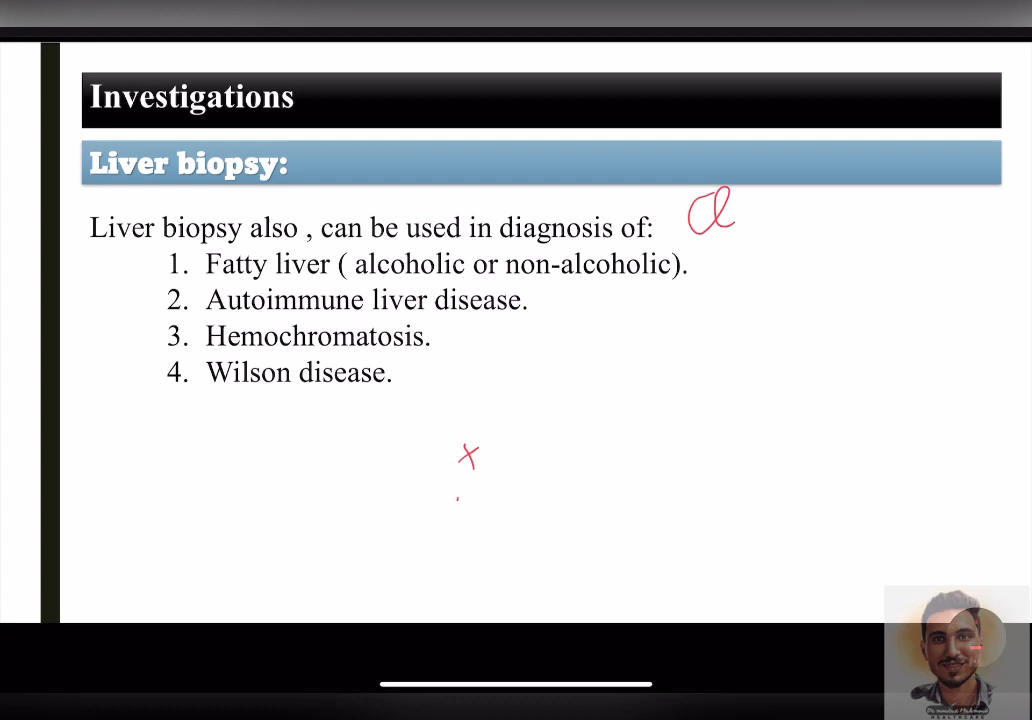 Investigations
Liver biopsy:
Liver biopsy also , can be used in diagnosis of:
1. Fatty liver ( alcoholic or non-alcoholic).
2. Autoimmune liver disease.
3. Hemochromatosis.
4. Wilson disease.